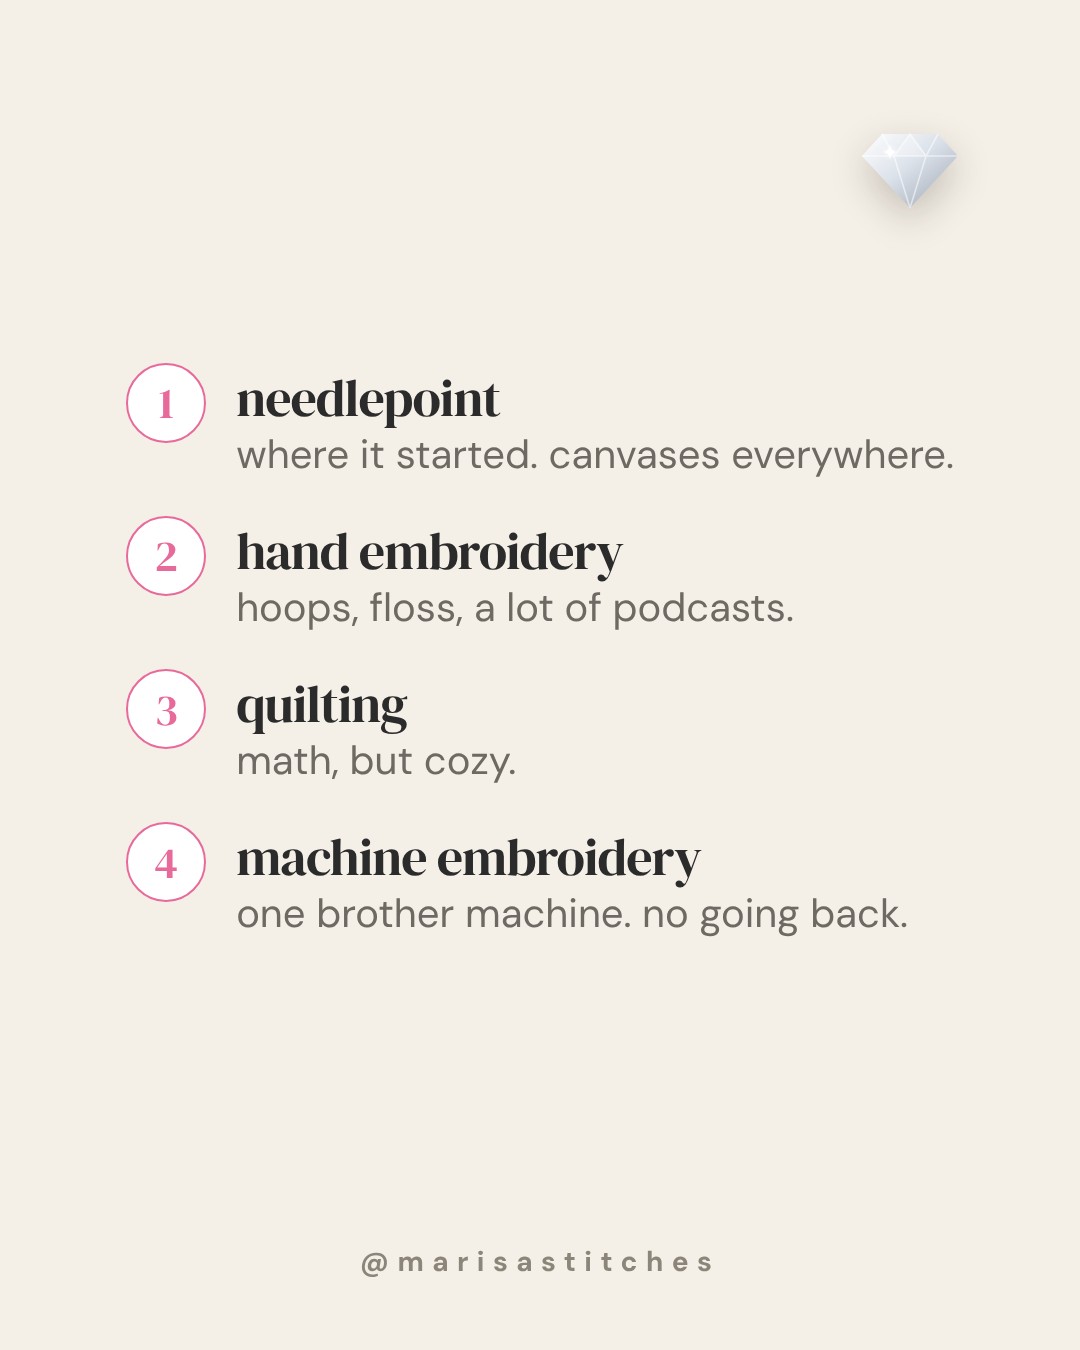 1
needlepoint
where it started. canvases everywhere.
2
hand embroidery
hoops, floss, a lot of podcasts.
3
quilting
math, but cozy.
4
machine embroidery
one brother machine. no going back.
@marisastitches